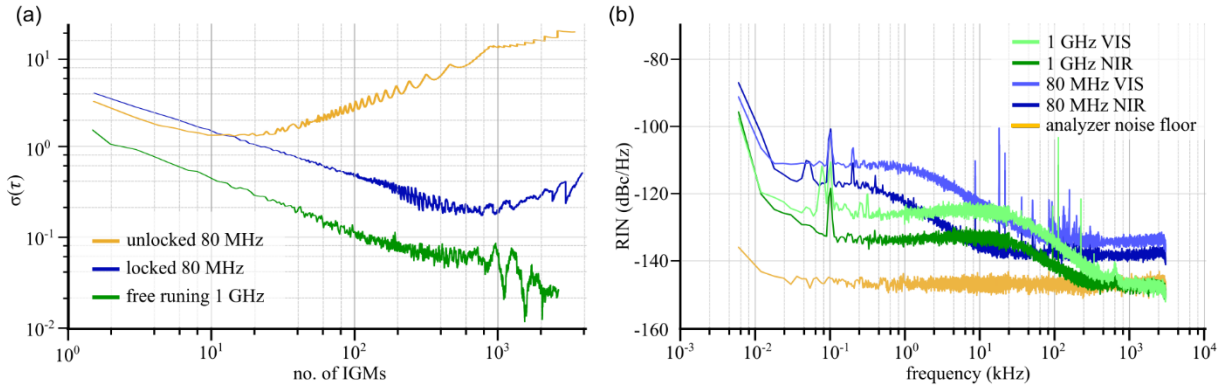 (a)
10^1
10^0
10^-1
10^-2
σ(τ)
unlocked 80 MHz
locked 80 MHz
free runing 1 GHz
10^0 10^1 10^2 10^3
no. of IGMs
(b)
-80
-100
-120
-140
-160
RIN (dBc/Hz)
1 GHz VIS
1 GHz NIR
80 MHz VIS
80 MHz NIR
analyzer noise floor
10^-3 10^-2 10^-1 10^0 10^1 10^2 10^3 10^4
frequency (kHz)